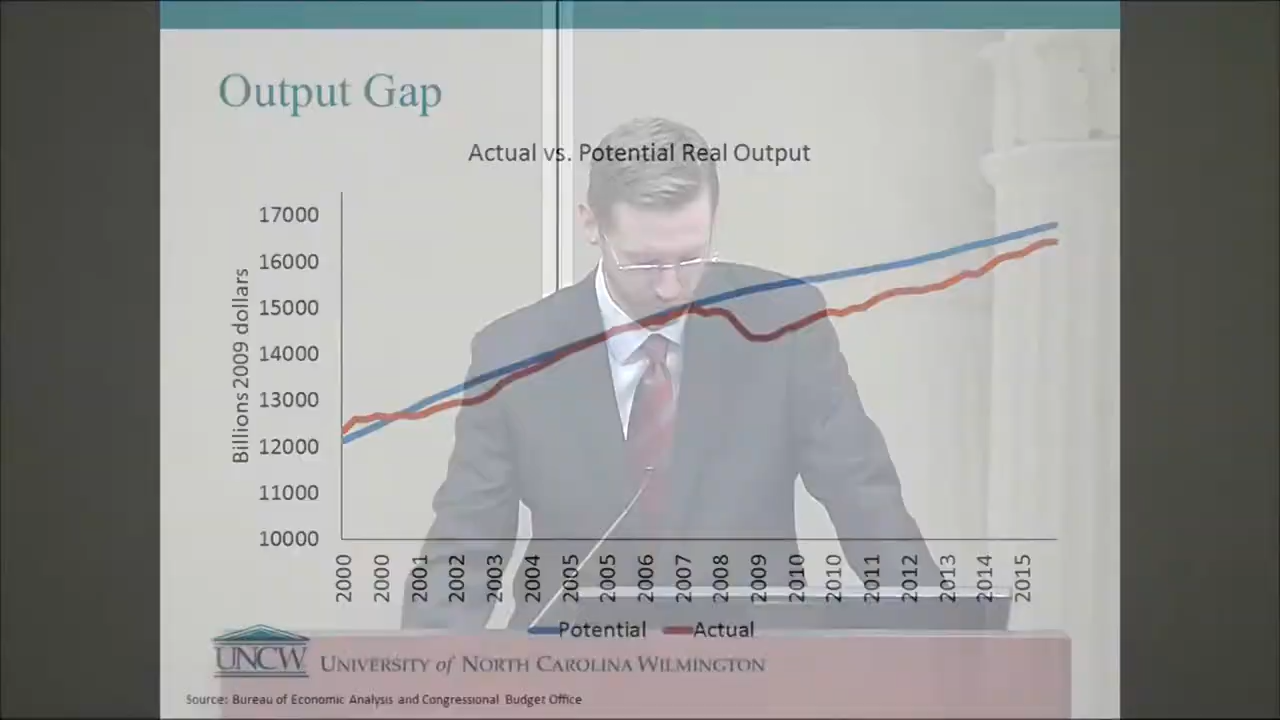 Output Gap
Actual vs. Potential Real Output
Billions 2009 dollars
17000
16000
15000
14000
13000
12000
11000
10000
2000 2000 2001 2002 2003 2004 2005 2005 2006 2007 2008 2009 2010 2010 2011 2012 2013 2014 2015
Potential Actual
UNCW UNIVERSITY of NORTH CAROLINA WILMINGTON
Source: Bureau of Economic Analysis and Congressional Budget Office